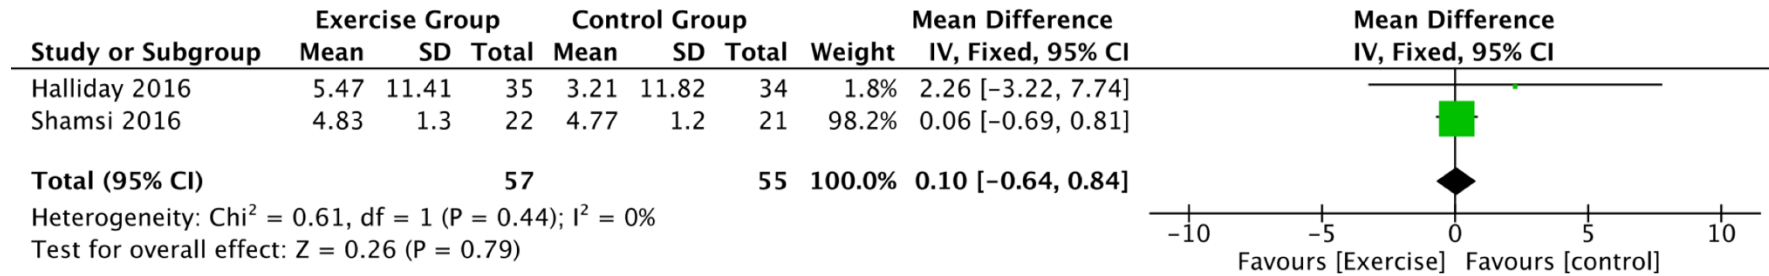 Exercise Group Control Group Mean Difference Mean Difference
Study or Subgroup Mean SD Total Mean SD Total Weight IV, Fixed, 95% CI IV, Fixed, 95% CI
Halliday 2016 5.47 11.41 35 3.21 11.82 34 1.8% 2.26 [−3.22, 7.74]
Shamsi 2016 4.83 1.3 22 4.77 1.2 21 98.2% 0.06 [−0.69, 0.81]
Total (95% CI) 57 55 100.0% 0.10 [−0.64, 0.84]
Heterogeneity: Chi² = 0.61, df = 1 (P = 0.44); I² = 0%
Test for overall effect: Z = 0.26 (P = 0.79)
−10 −5 0 5 10
Favours [Exercise] Favours [control]